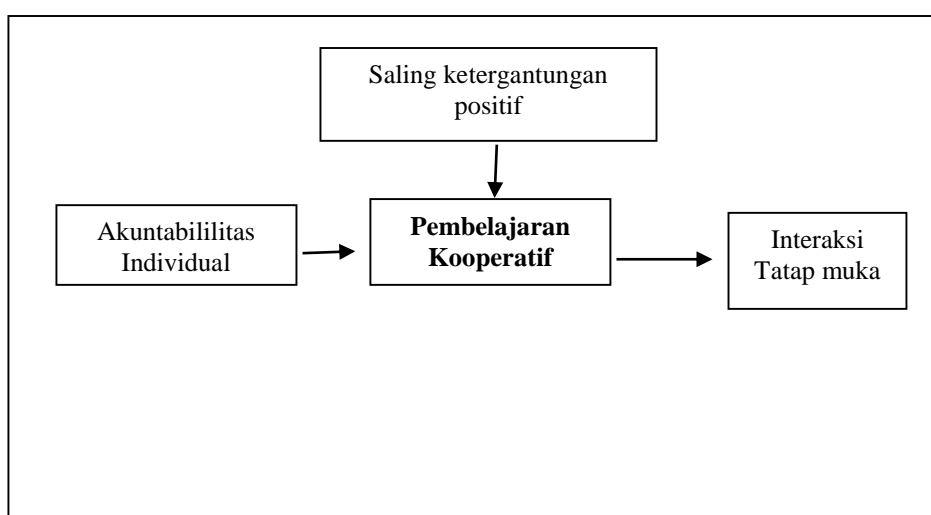 Saling ketergantungan
positif
Akuntabililitas
Individual
Pembelajaran
Kooperatif
Interaksi
Tatap muka